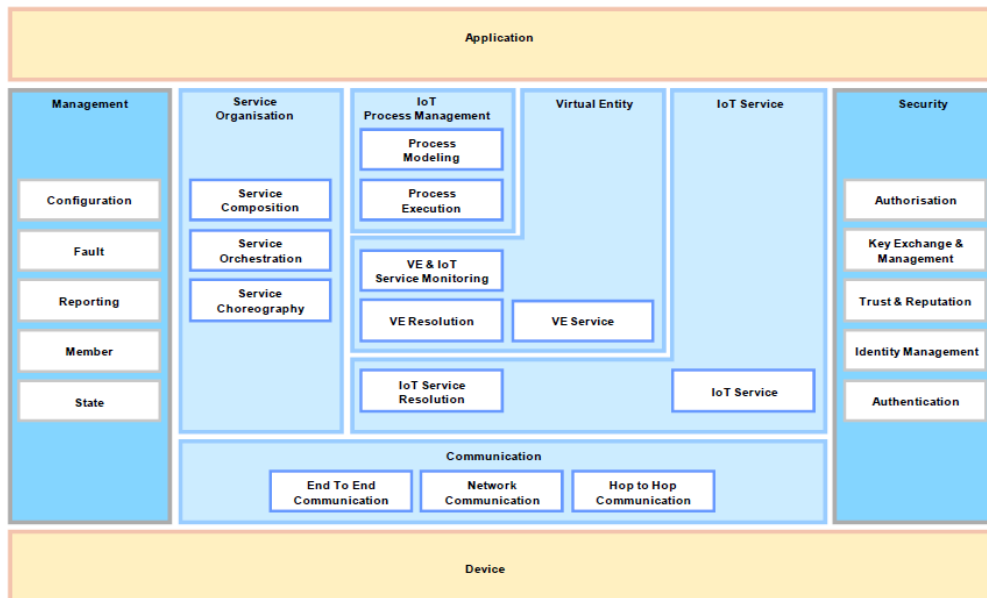 Application
Management
Configuration
Fault
Reporting
Member
State
Service
Organisation
Service
Composition
Service
Orchestration
Service
Choreography
IoT
Process Management
Process
Modeling
Process
Execution
Virtual Entity
VE & IoT
Service Monitoring
VE Resolution
VE Service
IoT Service
IoT Service
Resolution
IoT Service
Communication
End To End
Communication
Network
Communication
Hop to Hop
Communication
Security
Authorisation
Key Exchange &
Management
Trust & Reputation
Identity Management
Authentication
Device